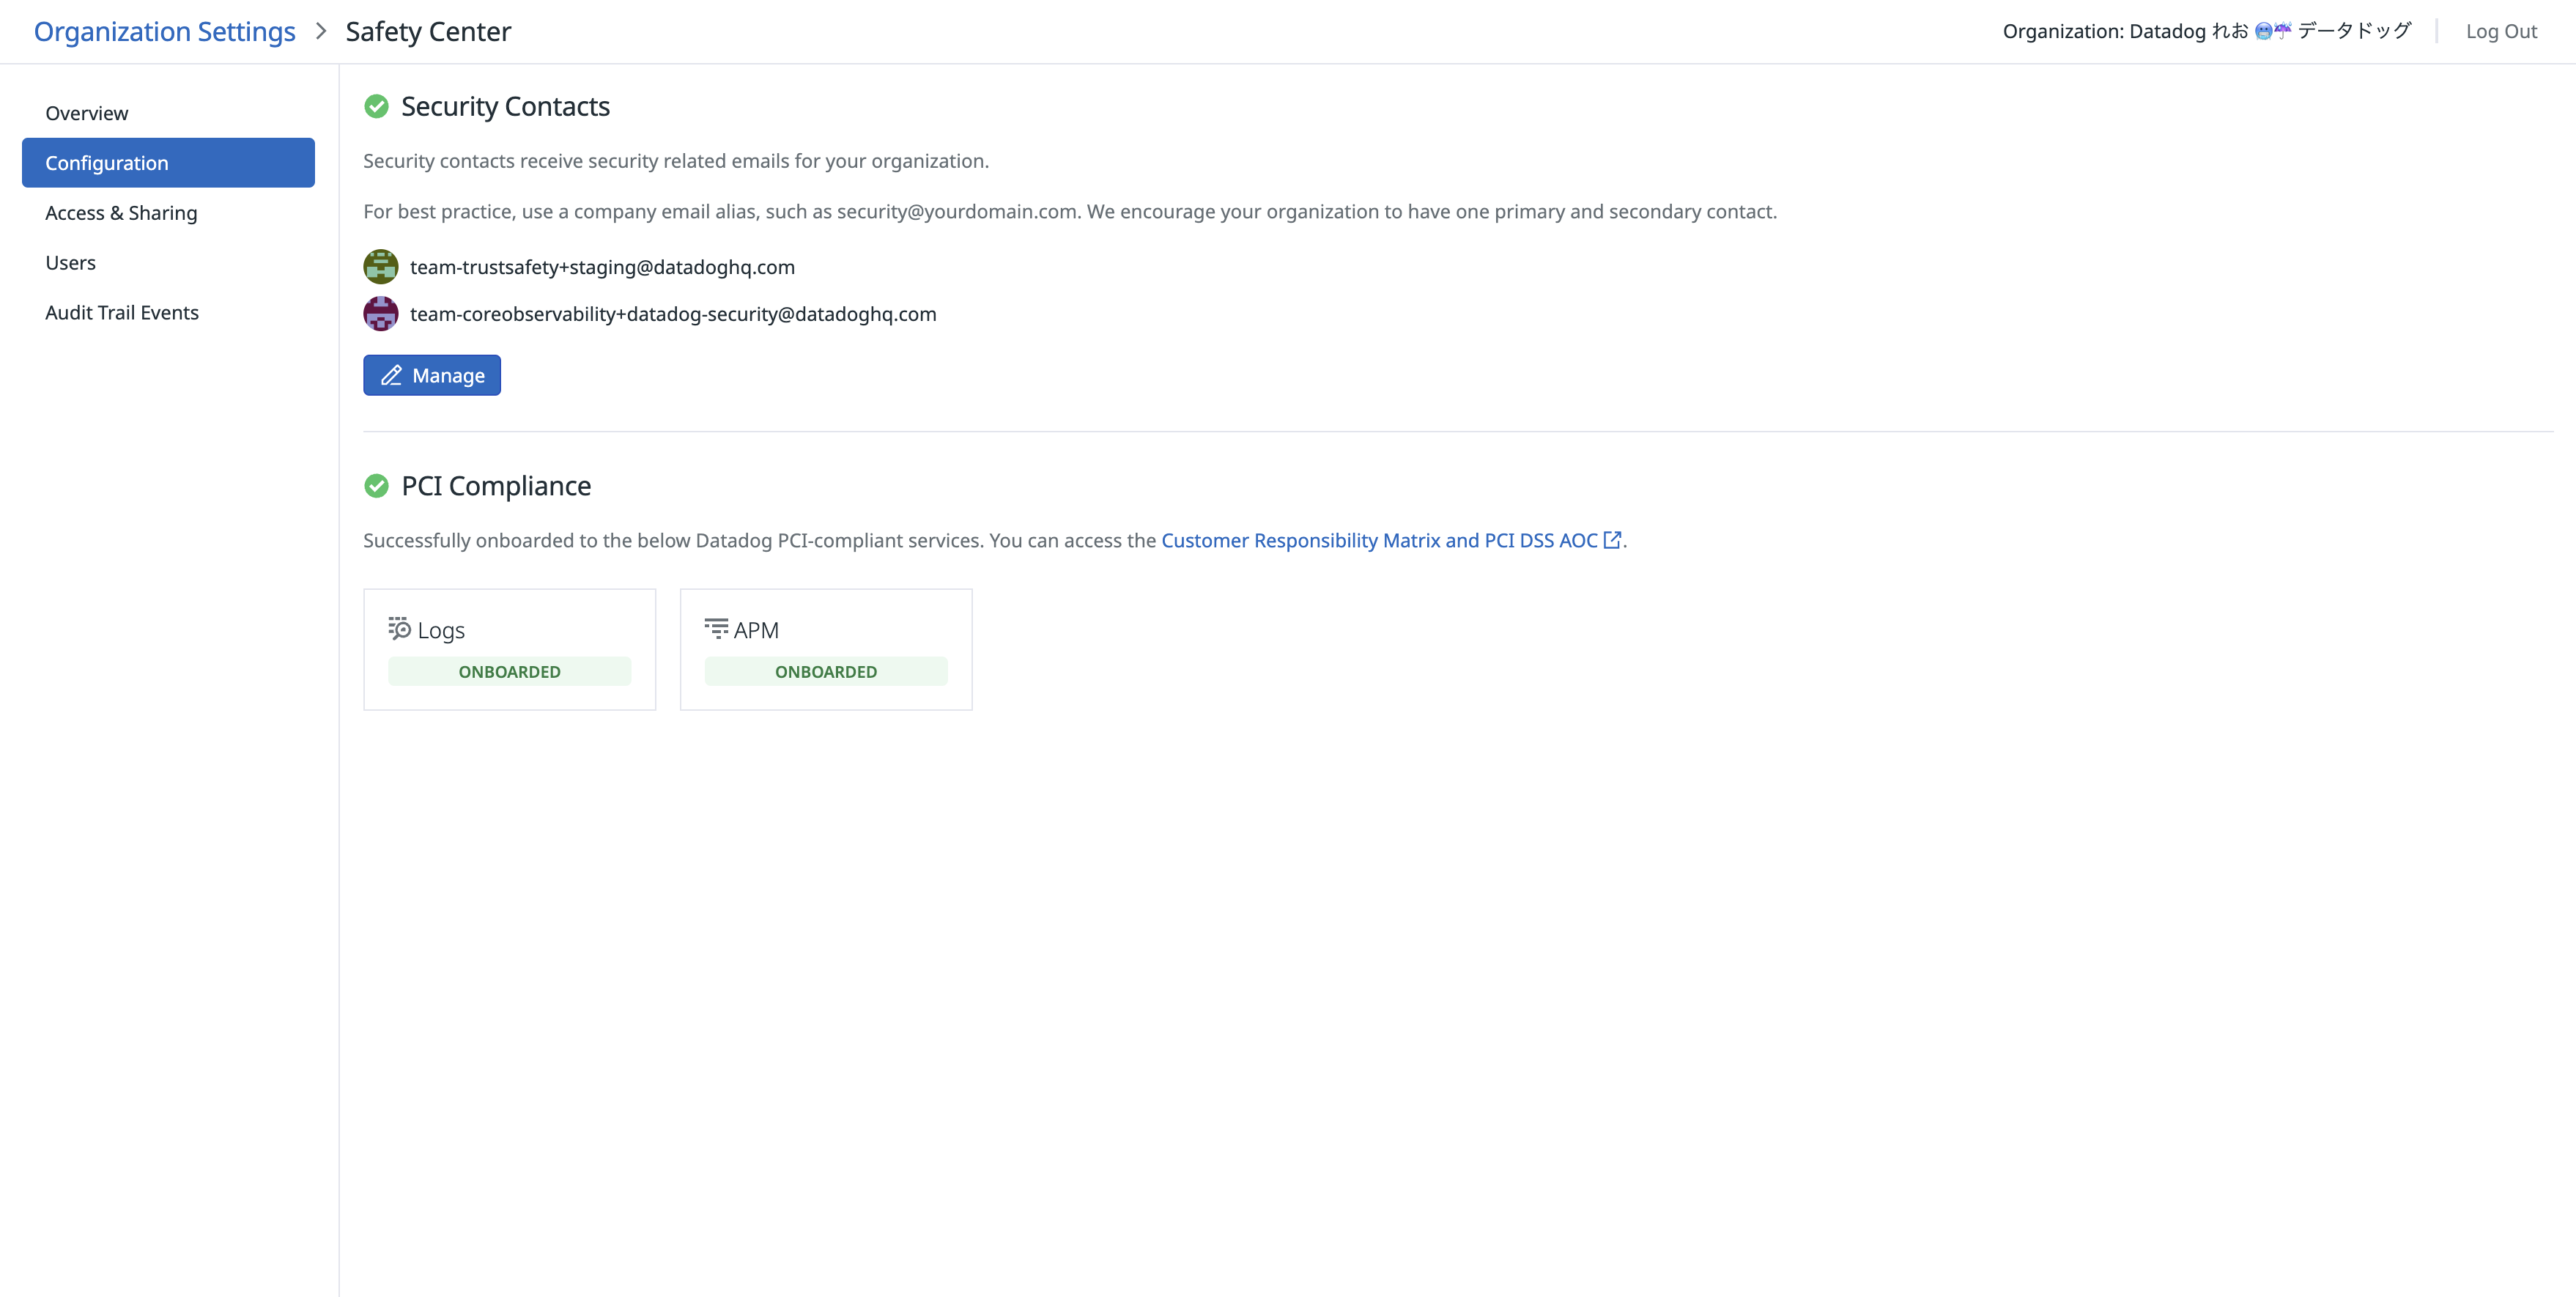 Organization Settings > Safety Center
Organization: Datadog れお 🥶☔ データドッグ
Log Out
Overview
Configuration
Access & Sharing
Users
Audit Trail Events
Security Contacts
Security contacts receive security related emails for your organization.
For best practice, use a company email alias, such as security@yourdomain.com. We encourage your organization to have one primary and secondary contact.
team-trustsafety+staging@datadoghq.com
team-coreobservability+datadog-security@datadoghq.com
Manage
PCI Compliance
Successfully onboarded to the below Datadog PCI-compliant services. You can access the Customer Responsibility Matrix and PCI DSS AOC.
Logs
ONBOARDED
APM
ONBOARDED